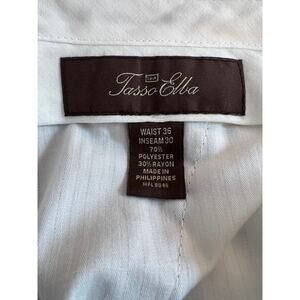 Tasso Elba
WAIST 36
INSEAM 30
70%
POLYESTER
30% RAYON
MADE IN
PHILIPPINES